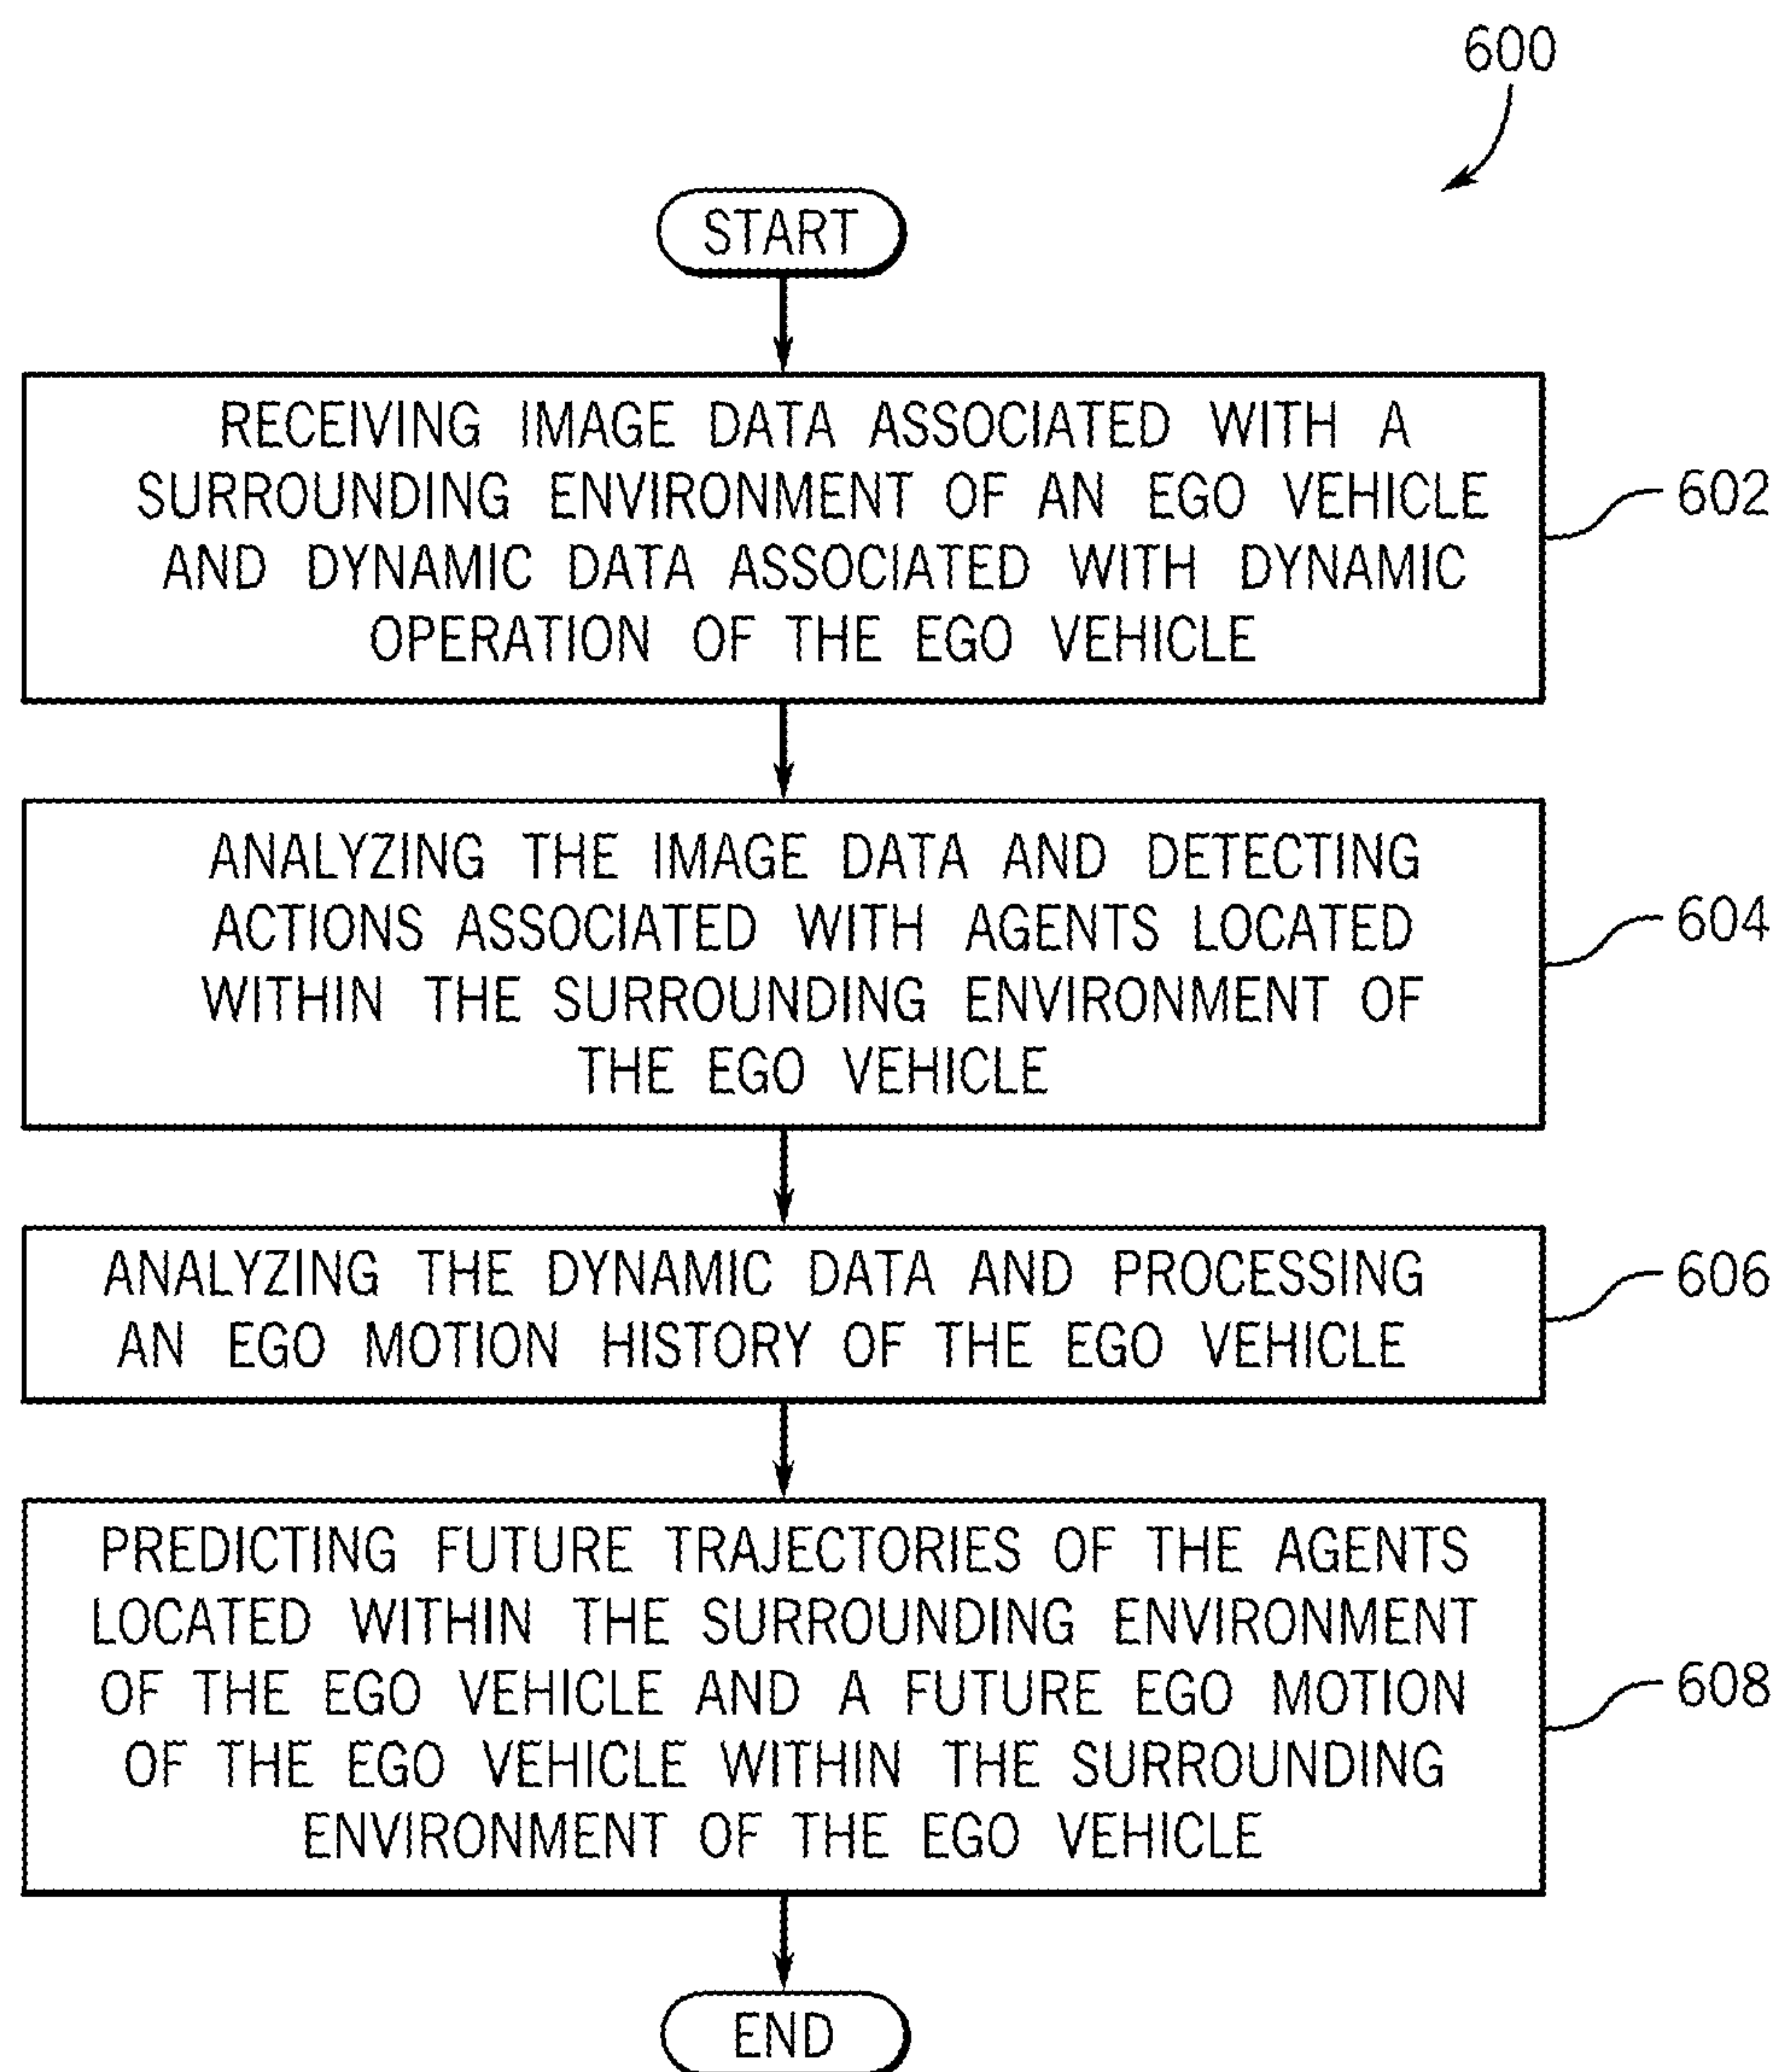 600
START
RECEIVING IMAGE DATA ASSOCIATED WITH A
SURROUNDING ENVIRONMENT OF AN EGO VEHICLE
AND DYNAMIC DATA ASSOCIATED WITH DYNAMIC
OPERATION OF THE EGO VEHICLE
602
ANALYZING THE IMAGE DATA AND DETECTING
ACTIONS ASSOCIATED WITH AGENTS LOCATED
WITHIN THE SURROUNDING ENVIRONMENT OF
THE EGO VEHICLE
604
ANALYZING THE DYNAMIC DATA AND PROCESSING
AN EGO MOTION HISTORY OF THE EGO VEHICLE
606
PREDICTING FUTURE TRAJECTORIES OF THE AGENTS
LOCATED WITHIN THE SURROUNDING ENVIRONMENT
OF THE EGO VEHICLE AND A FUTURE EGO MOTION
OF THE EGO VEHICLE WITHIN THE SURROUNDING
ENVIRONMENT OF THE EGO VEHICLE
608
END